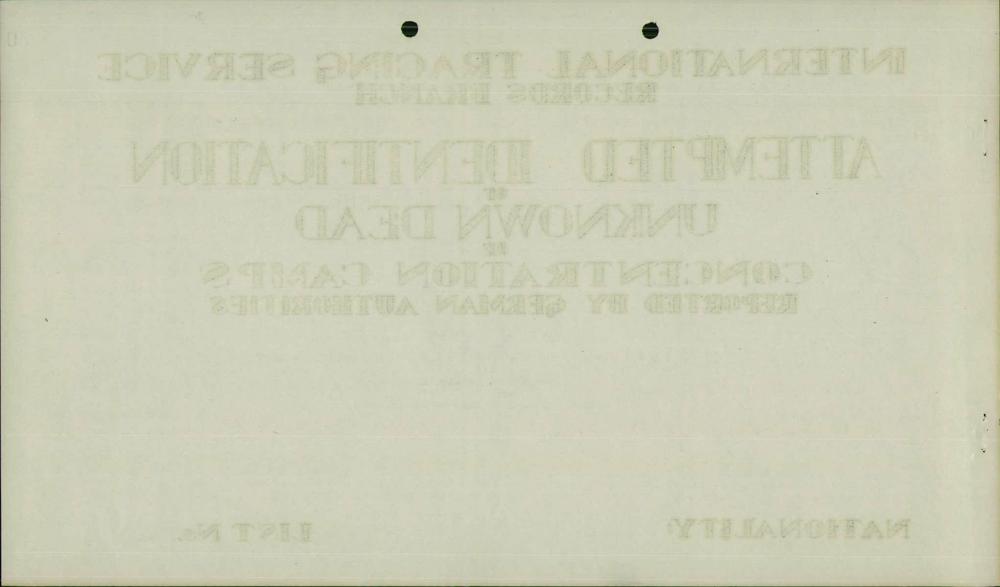 INTERNATIONAL TRACING SERVICE
RECORDS BRANCH
ATTEMPTED IDENTIFICATION
OF
UNKNOWN DEAD
OF
CONCENTRATION CAMPS
REPORTED BY GERMAN AUTHORITIES
NATIONALITY:
LIST No.